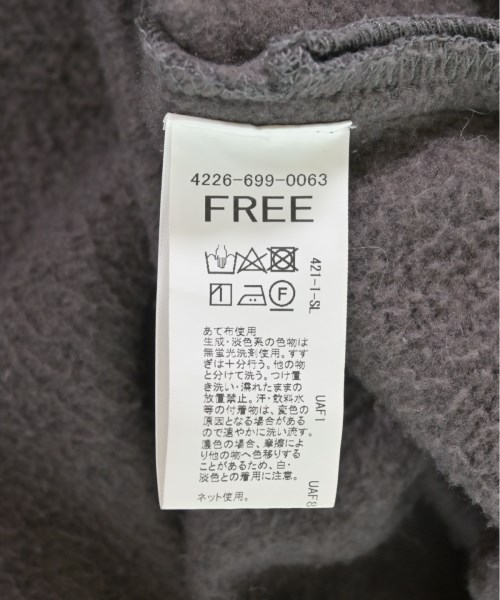 4226-699-0063
FREE
421-1-SL
F
あて布使用
生成・淡色系の色物は
無蛍光洗剤使用。すす
ぎは十分行う。他の物
と分けて洗う。つけ置
き洗い・濡れたままの
放置禁止。汗・飲料水
等の付着物は、変色の
原因となる場合がある
ので速やかに洗い流す。
濃色の場合、摩擦によ
り他の物へ色移りする
ことがあるため、白・
淡色との着用に注意。
ネット使用。
UAF1
UAF8